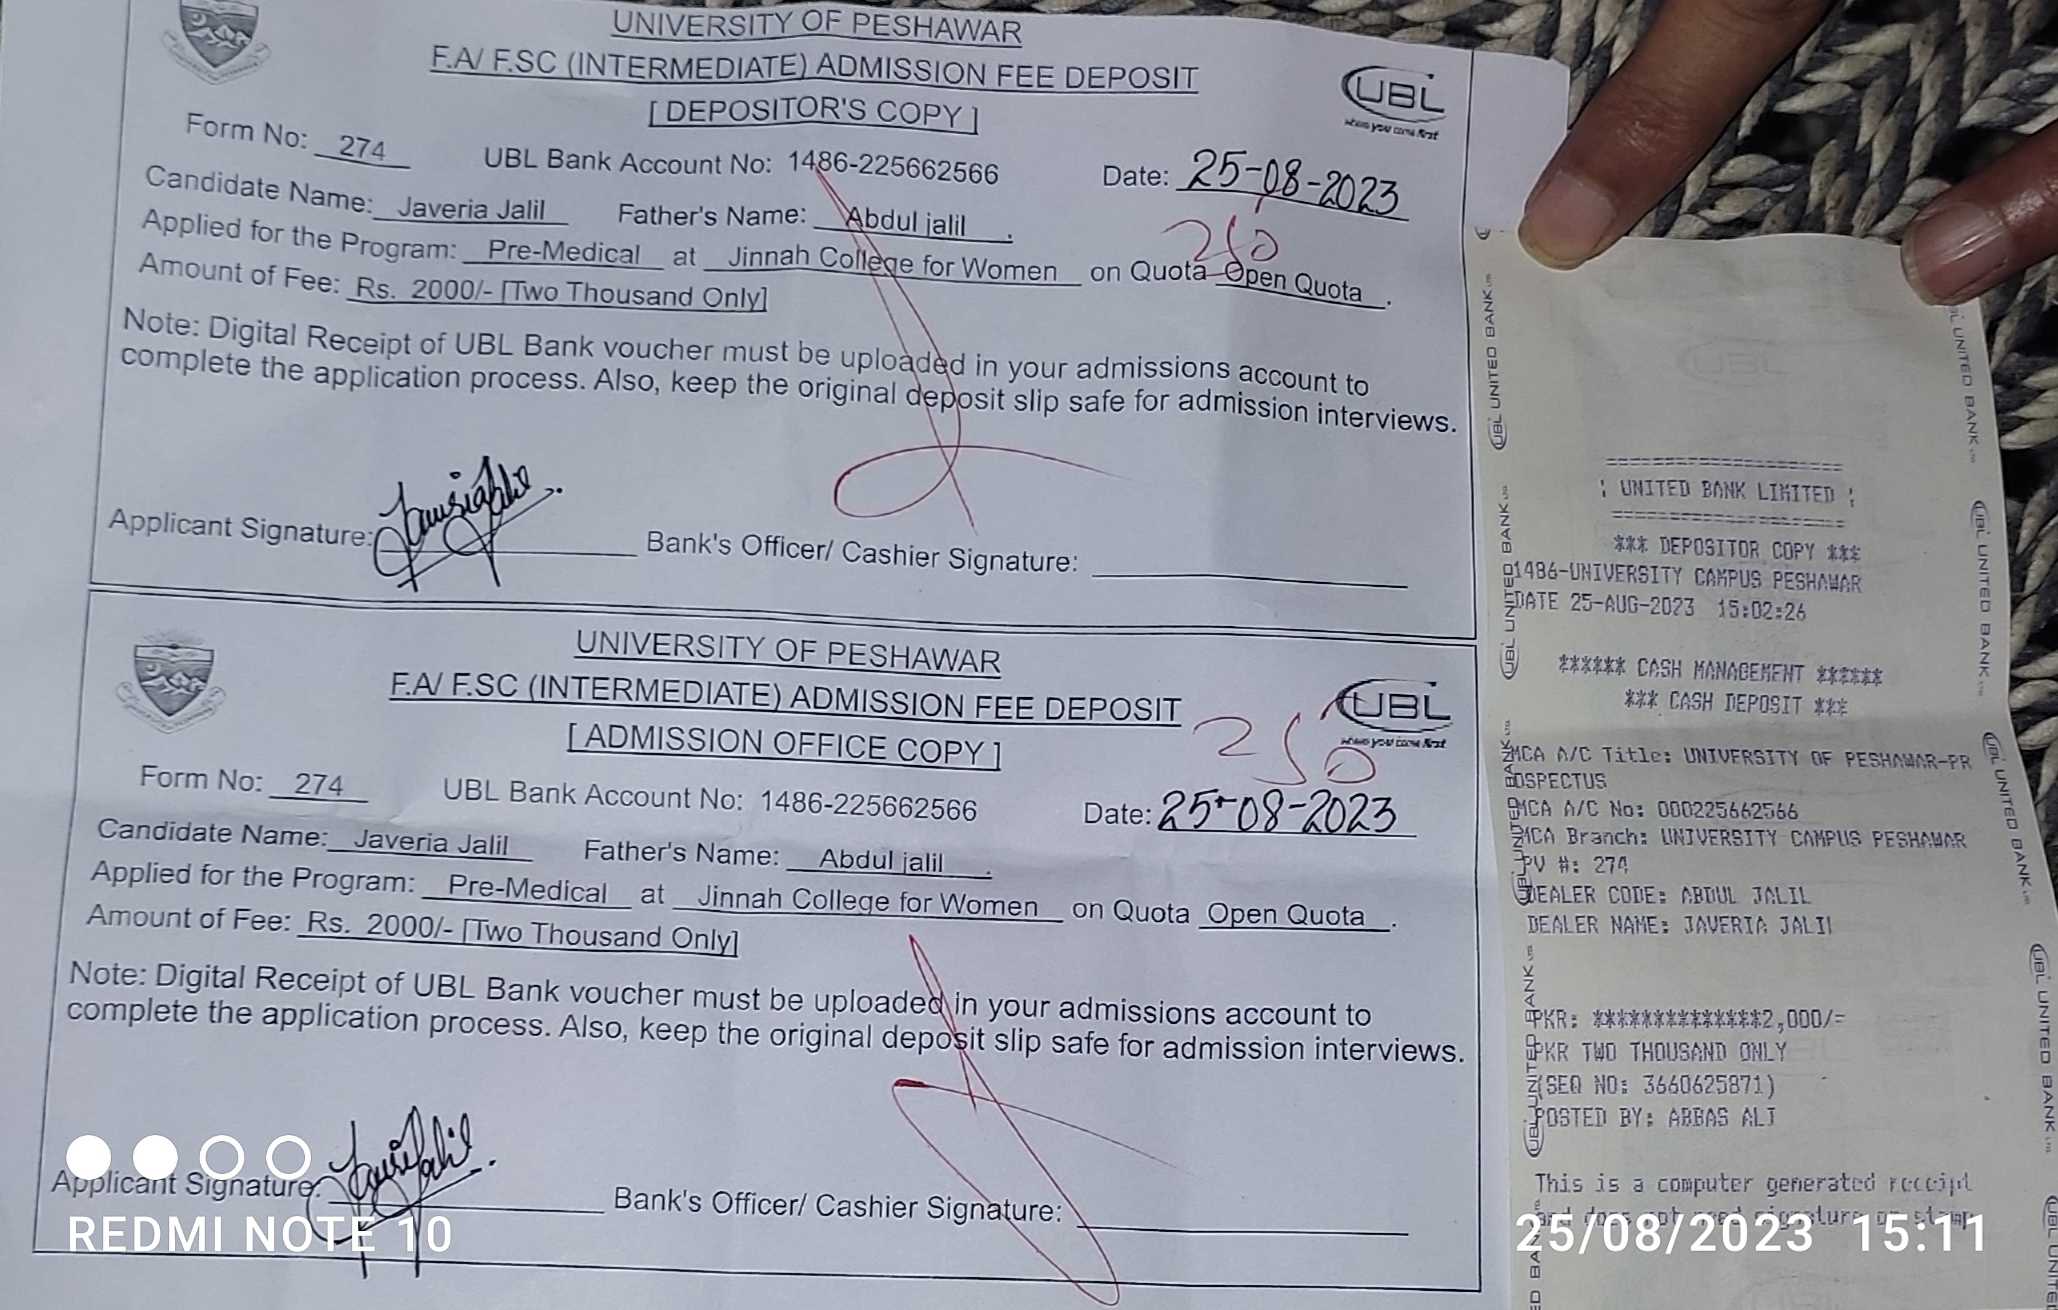 UNIVERSITY OF PESHAWAR
F.A/ F.SC (INTERMEDIATE) ADMISSION FEE DEPOSIT
[ DEPOSITOR'S COPY ]
UBL
where you come first
Form No: 274 UBL Bank Account No: 1486-225662566 Date: 25-08-2023
Candidate Name: Javeria Jalil Father's Name: Abdul jalil .
250
Applied for the Program: Pre-Medical at Jinnah College for Women on Quota Open Quota .
Amount of Fee: Rs. 2000/- [Two Thousand Only]
Note: Digital Receipt of UBL Bank voucher must be uploaded in your admissions account to
complete the application process. Also, keep the original deposit slip safe for admission interviews.
Applicant Signature: Bank's Officer/ Cashier Signature:
UNIVERSITY OF PESHAWAR
F.A/ F.SC (INTERMEDIATE) ADMISSION FEE DEPOSIT
[ ADMISSION OFFICE COPY ]
UBL
where you come first
250
Form No: 274 UBL Bank Account No: 1486-225662566 Date: 25-08-2023
Candidate Name: Javeria Jalil Father's Name: Abdul jalil .
Applied for the Program: Pre-Medical at Jinnah College for Women on Quota Open Quota .
Amount of Fee: Rs. 2000/- [Two Thousand Only]
Note: Digital Receipt of UBL Bank voucher must be uploaded in your admissions account to
complete the application process. Also, keep the original deposit slip safe for admission interviews.
Applicant Signature: Bank's Officer/ Cashier Signature:
REDMI NOTE 10
UBL UNITED BANK
UBL
¦ UNITED BANK LIMITED ¦
*** DEPOSITOR COPY ***
1486-UNIVERSITY CAMPUS PESHAWAR
DATE 25-AUG-2023 15:02:26
****** CASH MANAGEMENT ******
*** CASH DEPOSIT ***
MCA A/C Title: UNIVERSITY OF PESHAWAR-PR
OSPECTUS
MCA A/C No: 000225662566
MCA Branch: UNIVERSITY CAMPUS PESHAWAR
PV #: 274
DEALER CODE: ABDUL JALIL
DEALER NAME: JAVERIA JALIL
PKR: **************2,000/=
PKR TWO THOUSAND ONLY
(SEQ NO: 3660625871)
POSTED BY: ABBAS ALI
This is a computer generated receipt
and does not need signature or stamp
25/08/2023 15:11